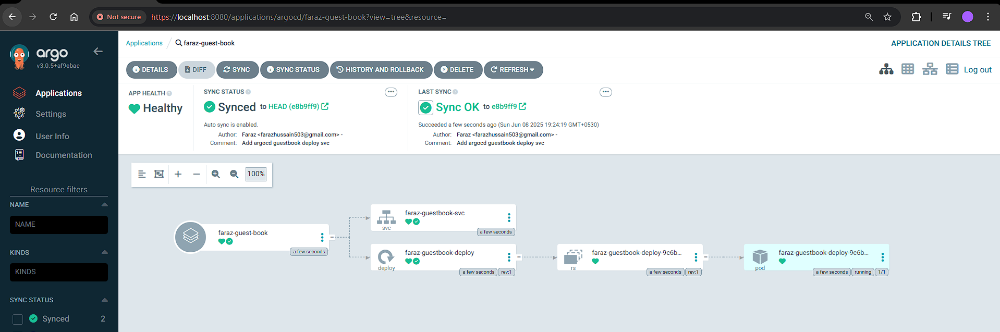 Not secure https://localhost:8080/applications/argocd/faraz-guest-book?view=tree&resource=
argo
v3.0.5+af9ebac
Applications
Settings
User Info
Documentation
Resource filters
NAME
NAME
KINDS
KINDS
SYNC STATUS
Synced 2
Applications / faraz-guest-book
APPLICATION DETAILS TREE
DETAILS DIFF SYNC SYNC STATUS HISTORY AND ROLLBACK DELETE REFRESH
Log out
APP HEALTH
Healthy
SYNC STATUS
Synced to HEAD (e8b9ff9)
Auto sync is enabled.
Author: Faraz <farazhussain503@gmail.com> -
Comment: Add argocd guestbook deploy svc
LAST SYNC
Sync OK to e8b9ff9
Succeeded a few seconds ago (Sun Jun 08 2025 19:24:19 GMT+0530)
Author: Faraz <farazhussain503@gmail.com> -
Comment: Add argocd guestbook deploy svc
100%
faraz-guest-book
a few seconds
faraz-guestbook-svc
svc
a few seconds
faraz-guestbook-deploy
deploy
a few seconds rev:1
faraz-guestbook-deploy-9c6b...
rs
a few seconds rev:1
faraz-guestbook-deploy-9c6b...
pod
a few seconds running 1/1